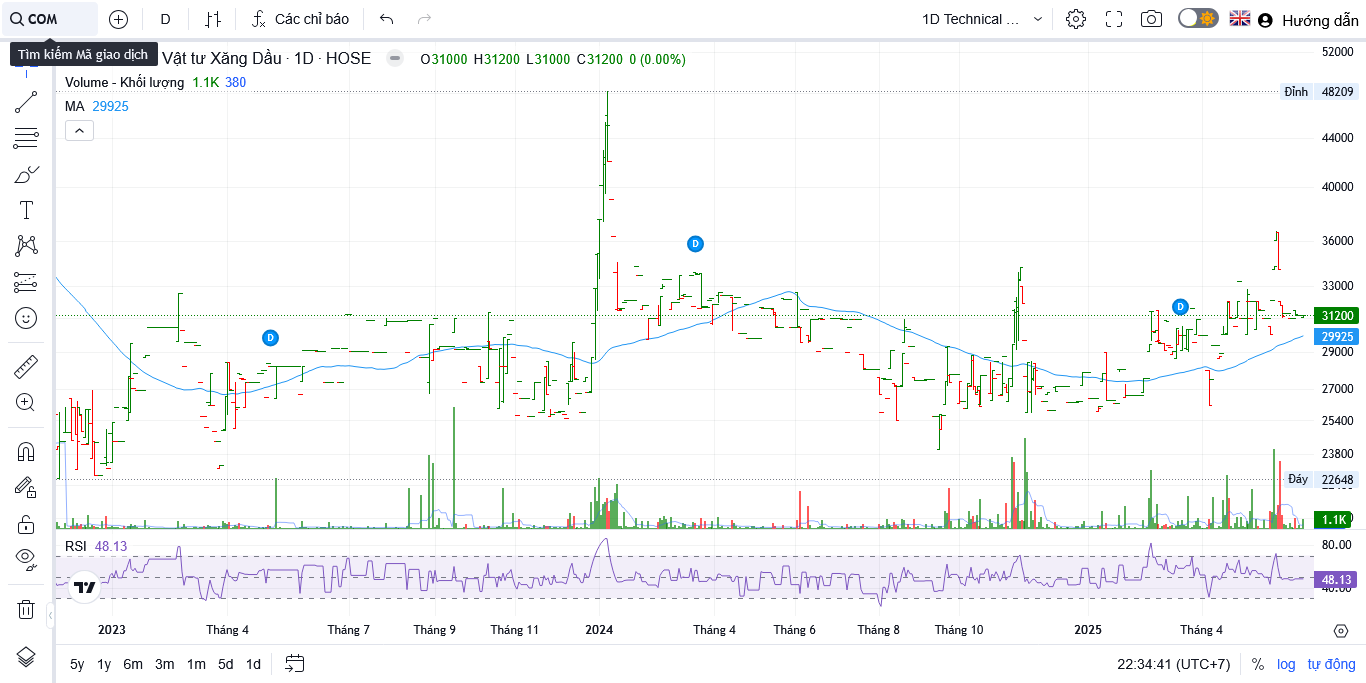 COM D Các chỉ báo 1D Technical ... Hướng dẫn
Tìm kiếm Mã giao dịch Vật tư Xăng Dầu · 1D · HOSE O31000 H31200 L31000 C31200 0 (0.00%)
Volume - Khối lượng 1.1K 380
MA 29925
52000
Đỉnh 48209
44000
40000
36000
33000
31200
29925
29000
27000
25400
23800
Đáy 22648
1.1K
D
D
D
RSI 48.13
80.00
48.13
40.00
2023 Tháng 4 Tháng 7 Tháng 9 Tháng 11 2024 Tháng 4 Tháng 6 Tháng 8 Tháng 10 2025 Tháng 4
5y 1y 6m 3m 1m 5d 1d 22:34:41 (UTC+7) % log tự động